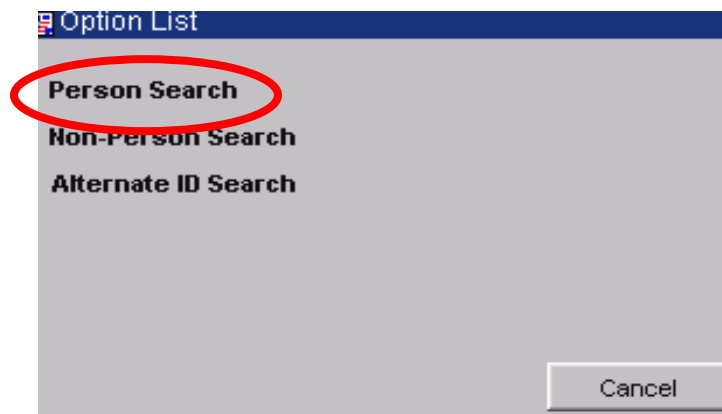 Option List
Person Search
Non-Person Search
Alternate ID Search
Cancel